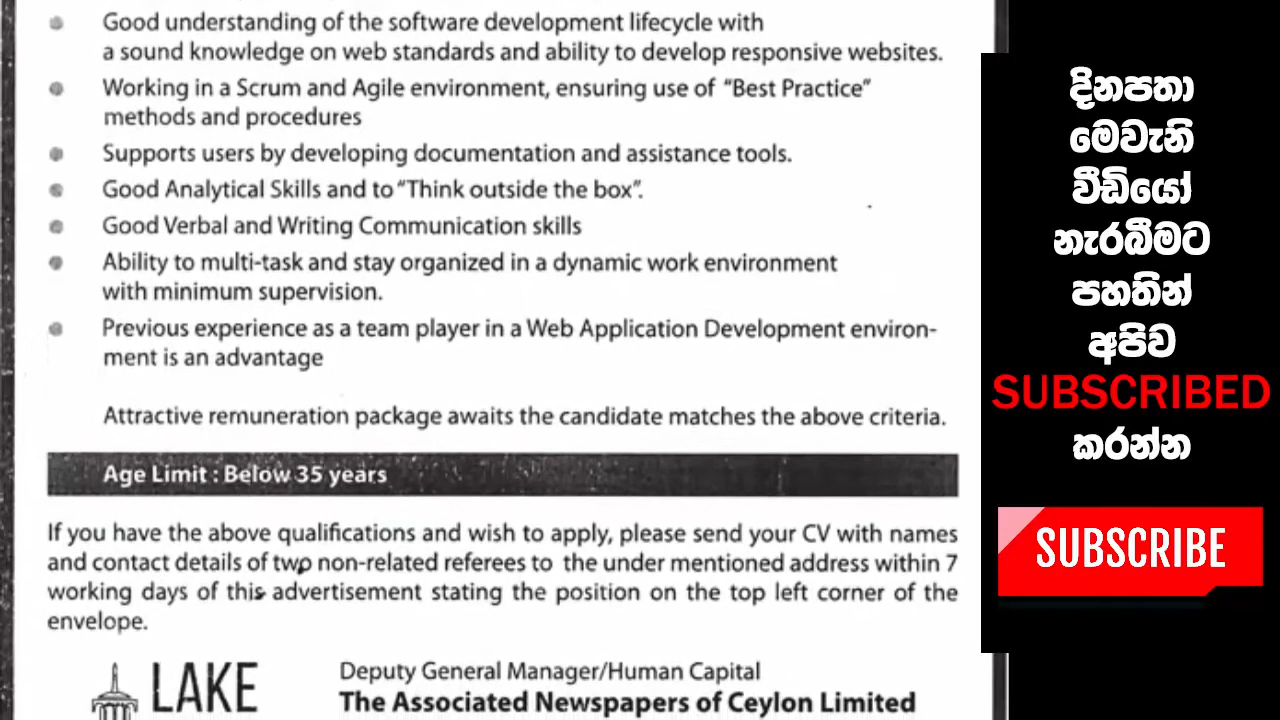 Good understanding of the software development lifecycle with
a sound knowledge on web standards and ability to develop responsive websites.
Working in a Scrum and Agile environment, ensuring use of “Best Practice”
methods and procedures
Supports users by developing documentation and assistance tools.
Good Analytical Skills and to “Think outside the box”.
Good Verbal and Writing Communication skills
Ability to multi-task and stay organized in a dynamic work environment
with minimum supervision.
Previous experience as a team player in a Web Application Development environ-
ment is an advantage
Attractive remuneration package awaits the candidate matches the above criteria.
Age Limit : Below 35 years
If you have the above qualifications and wish to apply, please send your CV with names
and contact details of two non-related referees to the under mentioned address within 7
working days of this advertisement stating the position on the top left corner of the
envelope.
LAKE
Deputy General Manager/Human Capital
The Associated Newspapers of Ceylon Limited
දිනපතා
මෙවැනි
වීඩියෝ
නැරබීමට
පහතින්
අපිව
SUBSCRIBED
කරන්න
SUBSCRIBE